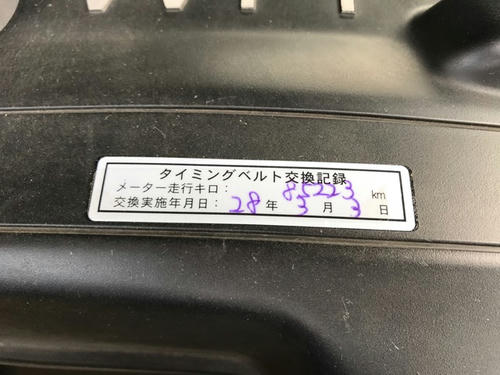 タイミングベルト交換記録
メーター走行キロ： 85223 km
交換実施年月日： 28 年 3 月 3 日